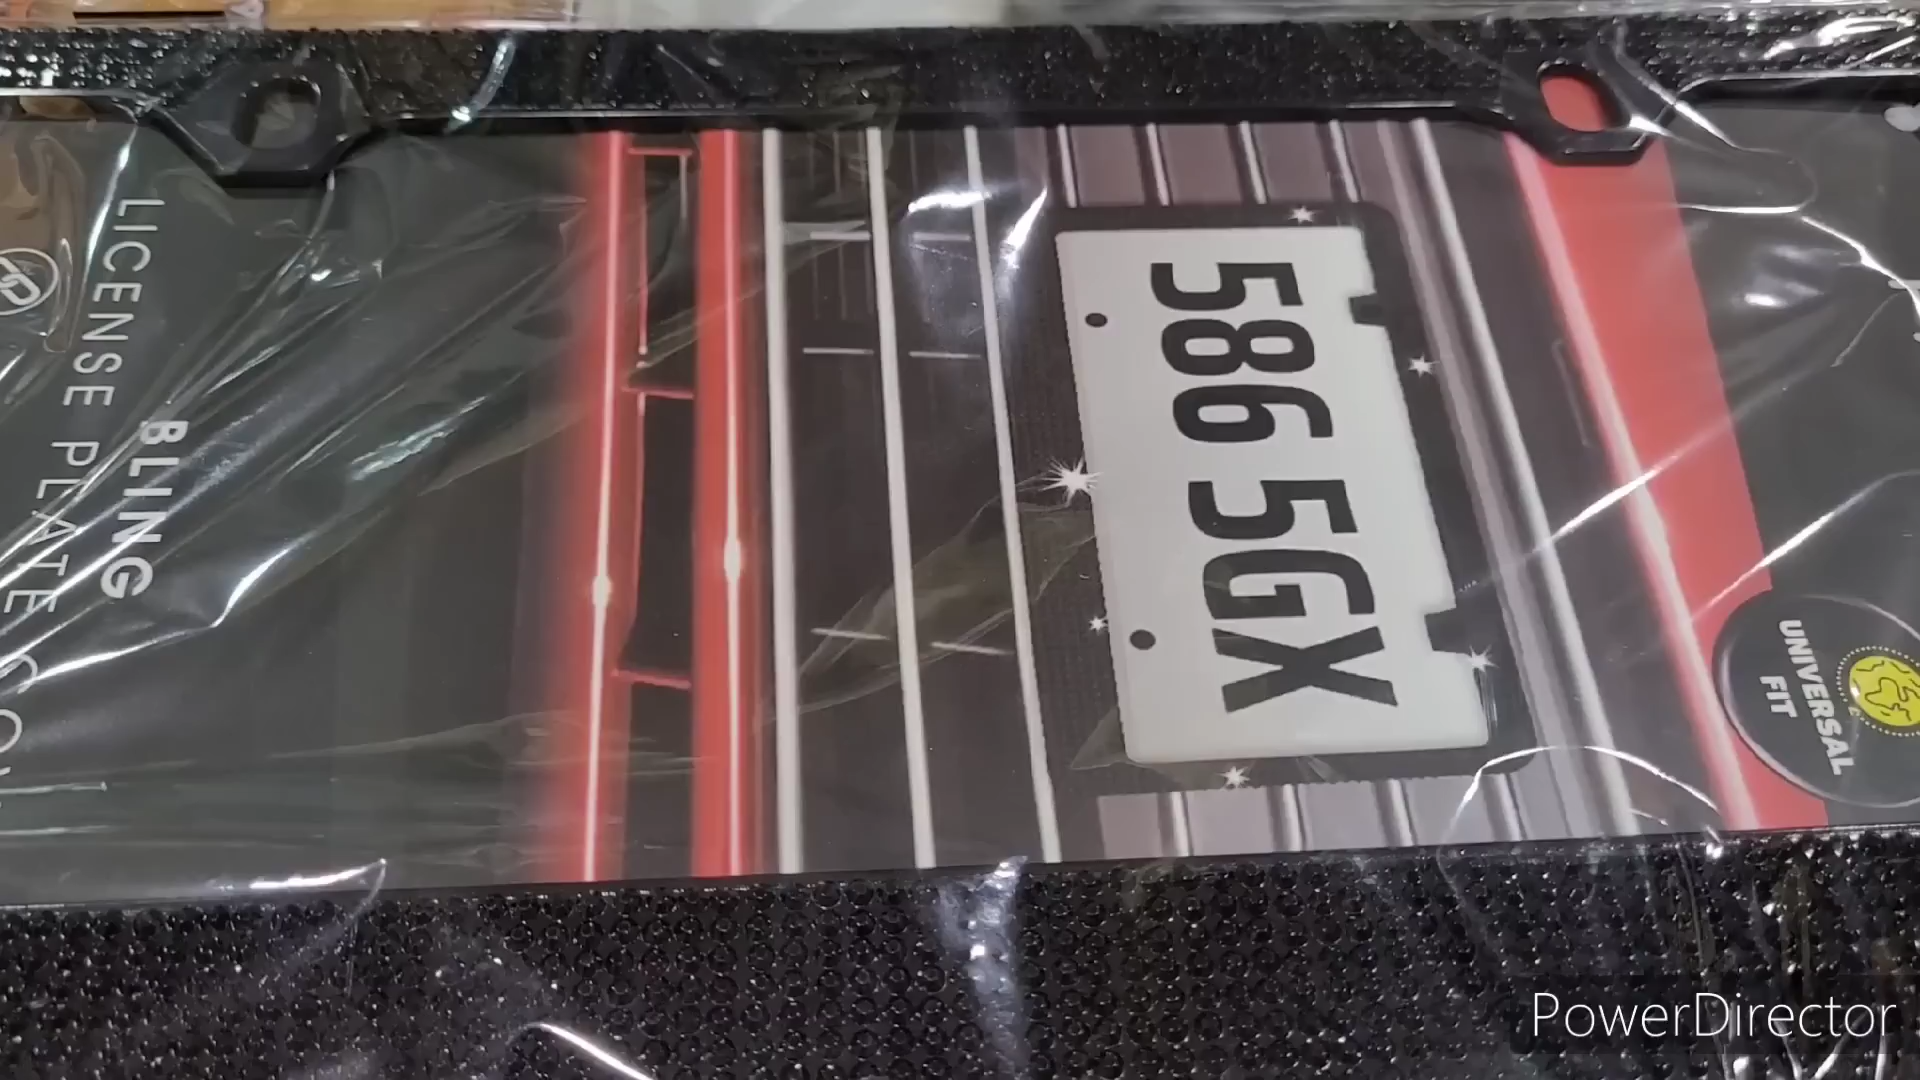 UNIVERSAL
FIT
586 5GX
BLING
LICENSE PLATE
PowerDirector